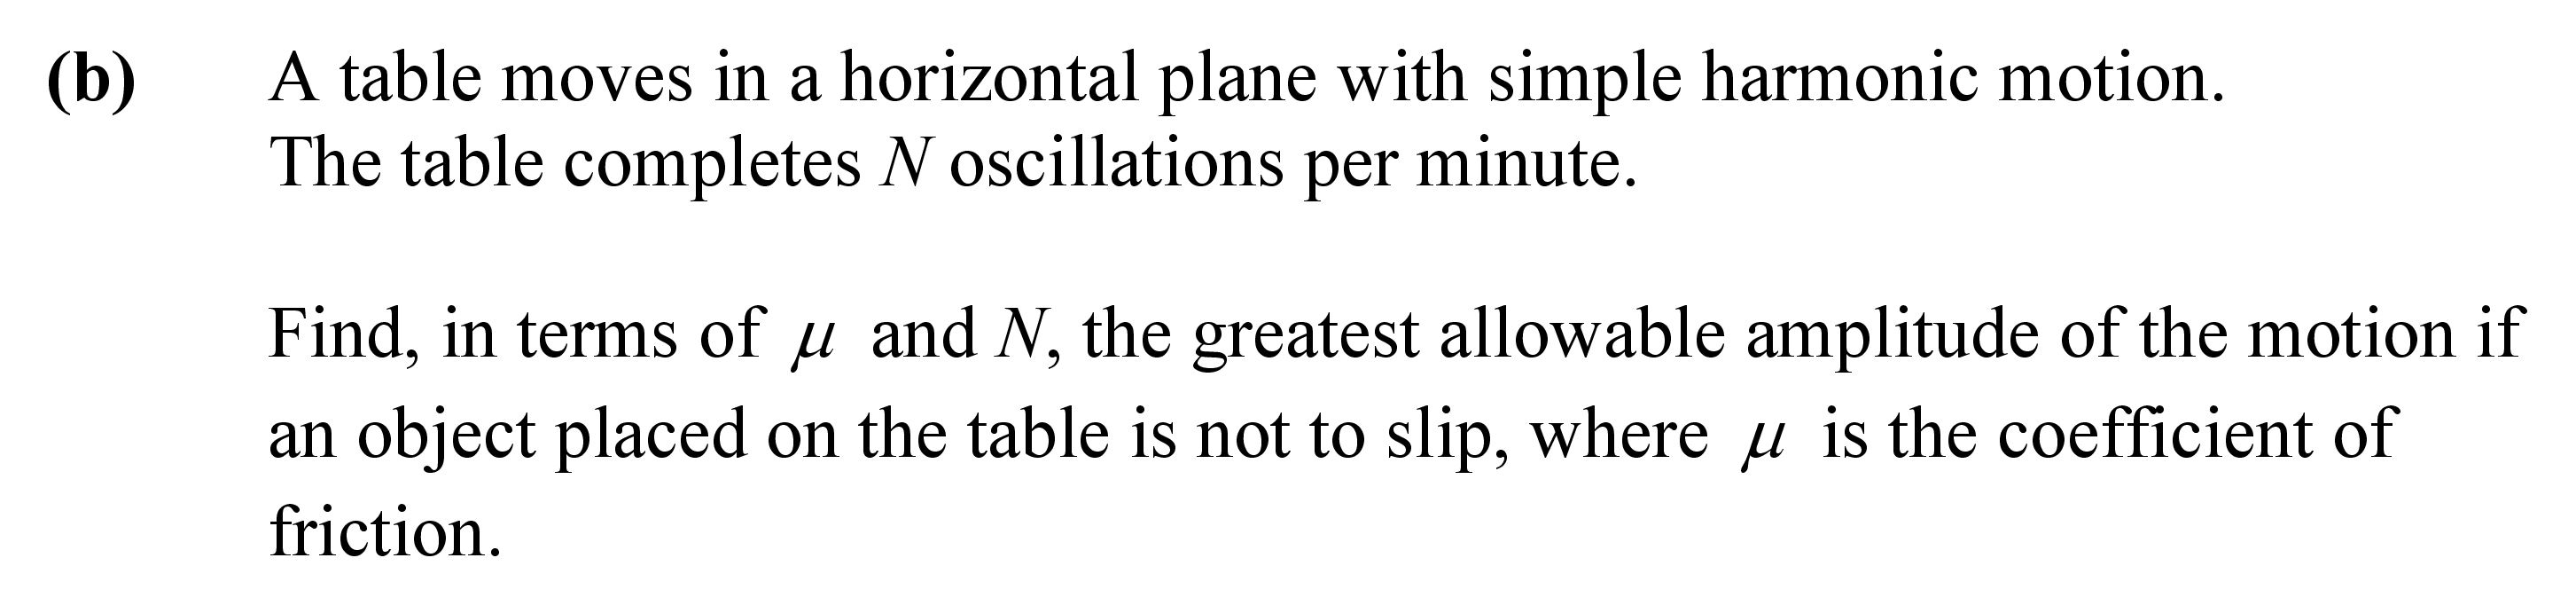 (b) A table moves in a horizontal plane with simple harmonic motion.
The table completes N oscillations per minute.
Find, in terms of μ and N, the greatest allowable amplitude of the motion if
an object placed on the table is not to slip, where μ is the coefficient of
friction.